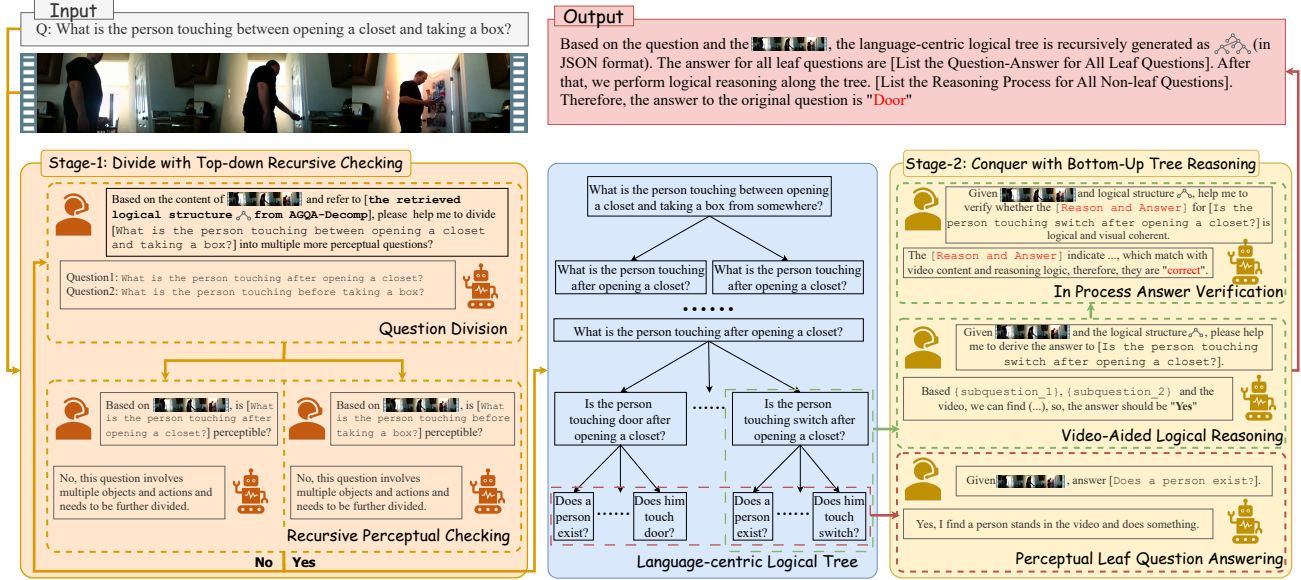 Input
Q: What is the person touching between opening a closet and taking a box?
Output
Based on the question and the , the language-centric logical tree is recursively generated as (in
JSON format). The answer for all leaf questions are [List the Question-Answer for All Leaf Questions]. After
that, we perform logical reasoning along the tree. [List the Reasoning Process for All Non-leaf Questions].
Therefore, the answer to the original question is "Door"
Stage-1: Divide with Top-down Recursive Checking
Based on the content of and refer to [the retrieved
logical structure from AGQA-Decomp], please help me to divide
[What is the person touching between opening a closet
and taking a box?] into multiple more perceptual questions?
Question1: What is the person touching after opening a closet?
Question2: What is the person touching before taking a box?
Question Division
Based on , is [What
is the person touching after
opening a closet?] perceptible?
Based on , is [What
is the person touching before
taking a box?] perceptible?
No, this question involves
multiple objects and actions and
needs to be further divided.
No, this question involves
multiple objects and actions and
needs to be further divided.
Recursive Perceptual Checking
No Yes
What is the person touching between opening
a closet and taking a box from somewhere?
What is the person touching
after opening a closet?
What is the person touching
after opening a closet?
......
What is the person touching after opening a closet?
Is the person
touching door after
opening a closet?
......
Is the person
touching switch after
opening a closet?
Does a
person
exist?
......
Does him
touch
door?
Does a
person
exist?
......
Does him
touch
switch?
Language-centric Logical Tree
Stage-2: Conquer with Bottom-Up Tree Reasoning
Given and logical structure , help me to
verify whether the [Reason and Answer] for [Is the
person touching switch after opening a closet?] is
logical and visual coherent.
The [Reason and Answer] indicate ..., which match with
video content and reasoning logic, therefore, they are "correct".
In Process Answer Verification
Given and the logical structure , please help
me to derive the answer to [Is the person touching
switch after opening a closet?].
Based {subquestion_1}, {subquestion_2} and the
video, we can find (...), so, the answer should be "Yes"
Video-Aided Logical Reasoning
Given , answer [Does a person exist?].
Yes, I find a person stands in the video and does something.
Perceptual Leaf Question Answering